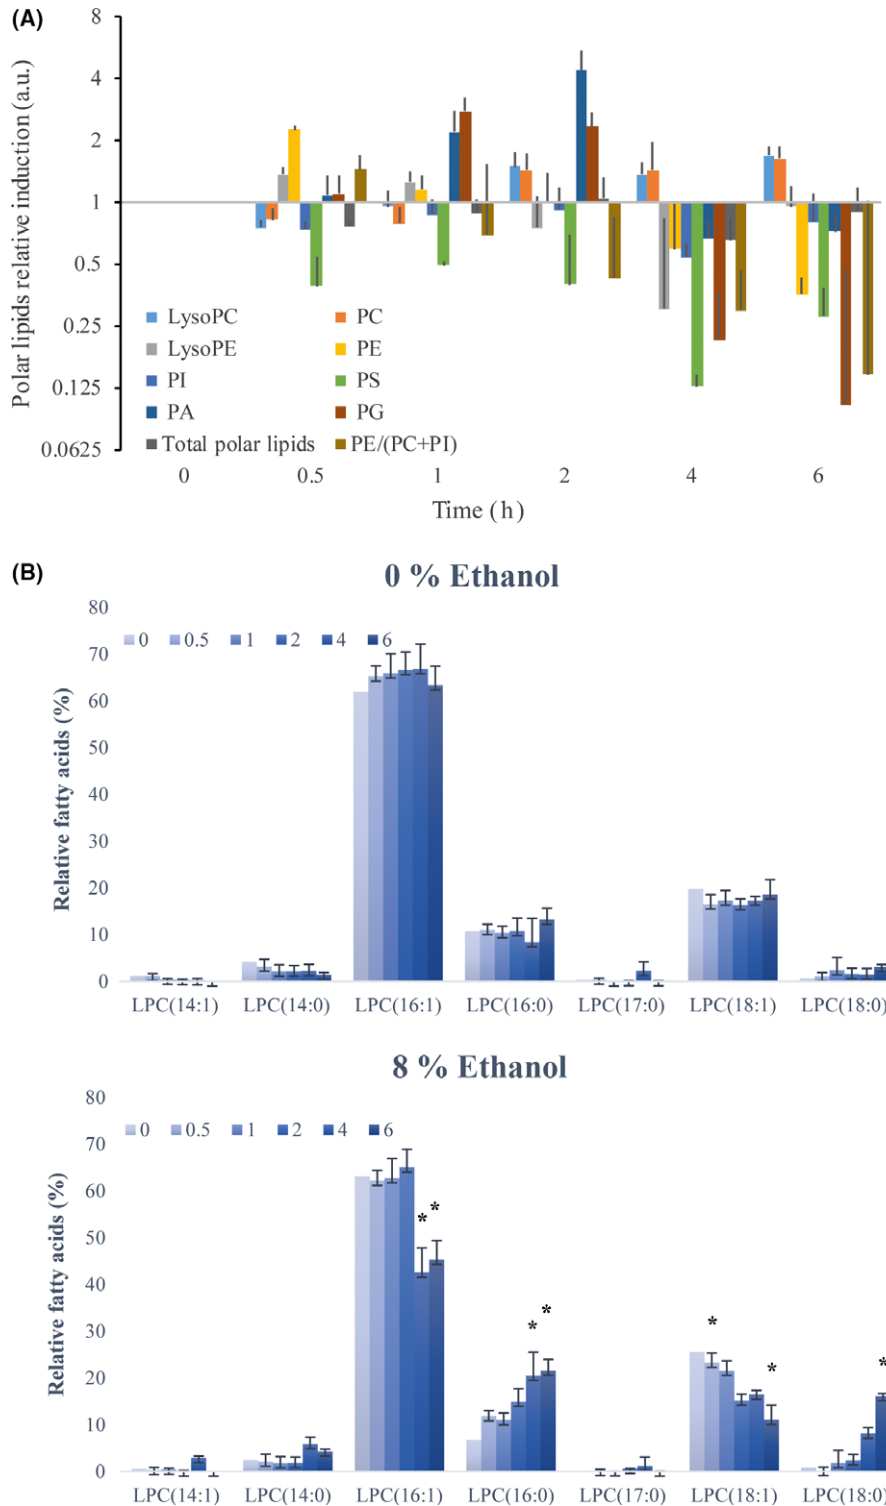 (A)
8
4
2
1
0.5
0.25
0.125
0.0625
Polar lipids relative induction (a.u.)
LysoPC PC
LysoPE PE
PI PS
PA PG
Total polar lipids PE/(PC+PI)
0 0.5 1 2 4 6
Time (h)
(B)
0 % Ethanol
80
70
60
50
40
30
20
10
0
Relative fatty acids (%)
0 0.5 1 2 4 6
LPC(14:1) LPC(14:0) LPC(16:1) LPC(16:0) LPC(17:0) LPC(18:1) LPC(18:0)
8 % Ethanol
80
70
60
50
40
30
20
10
0
Relative fatty acids (%)
0 0.5 1 2 4 6
* *
* *
* *
*
LPC(14:1) LPC(14:0) LPC(16:1) LPC(16:0) LPC(17:0) LPC(18:1) LPC(18:0)